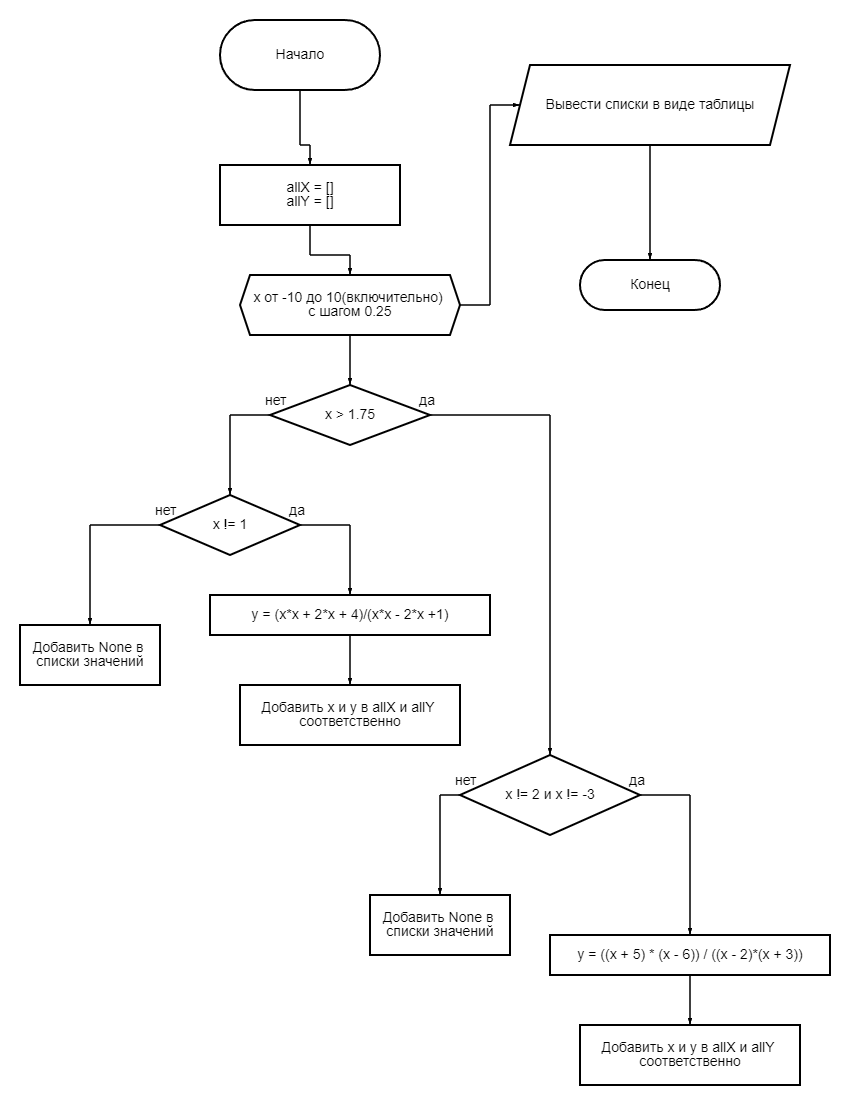 Начало
allX = []
allY = []
x от -10 до 10(включительно)
с шагом 0.25
Вывести списки в виде таблицы
Конец
нет
x > 1.75
да
нет
x != 1
да
Добавить None в
списки значений
y = (x*x + 2*x + 4)/(x*x - 2*x +1)
Добавить x и y в allX и allY
соответственно
нет
x != 2 и x != -3
да
Добавить None в
списки значений
y = ((x + 5) * (x - 6)) / ((x - 2)*(x + 3))
Добавить x и y в allX и allY
соответственно